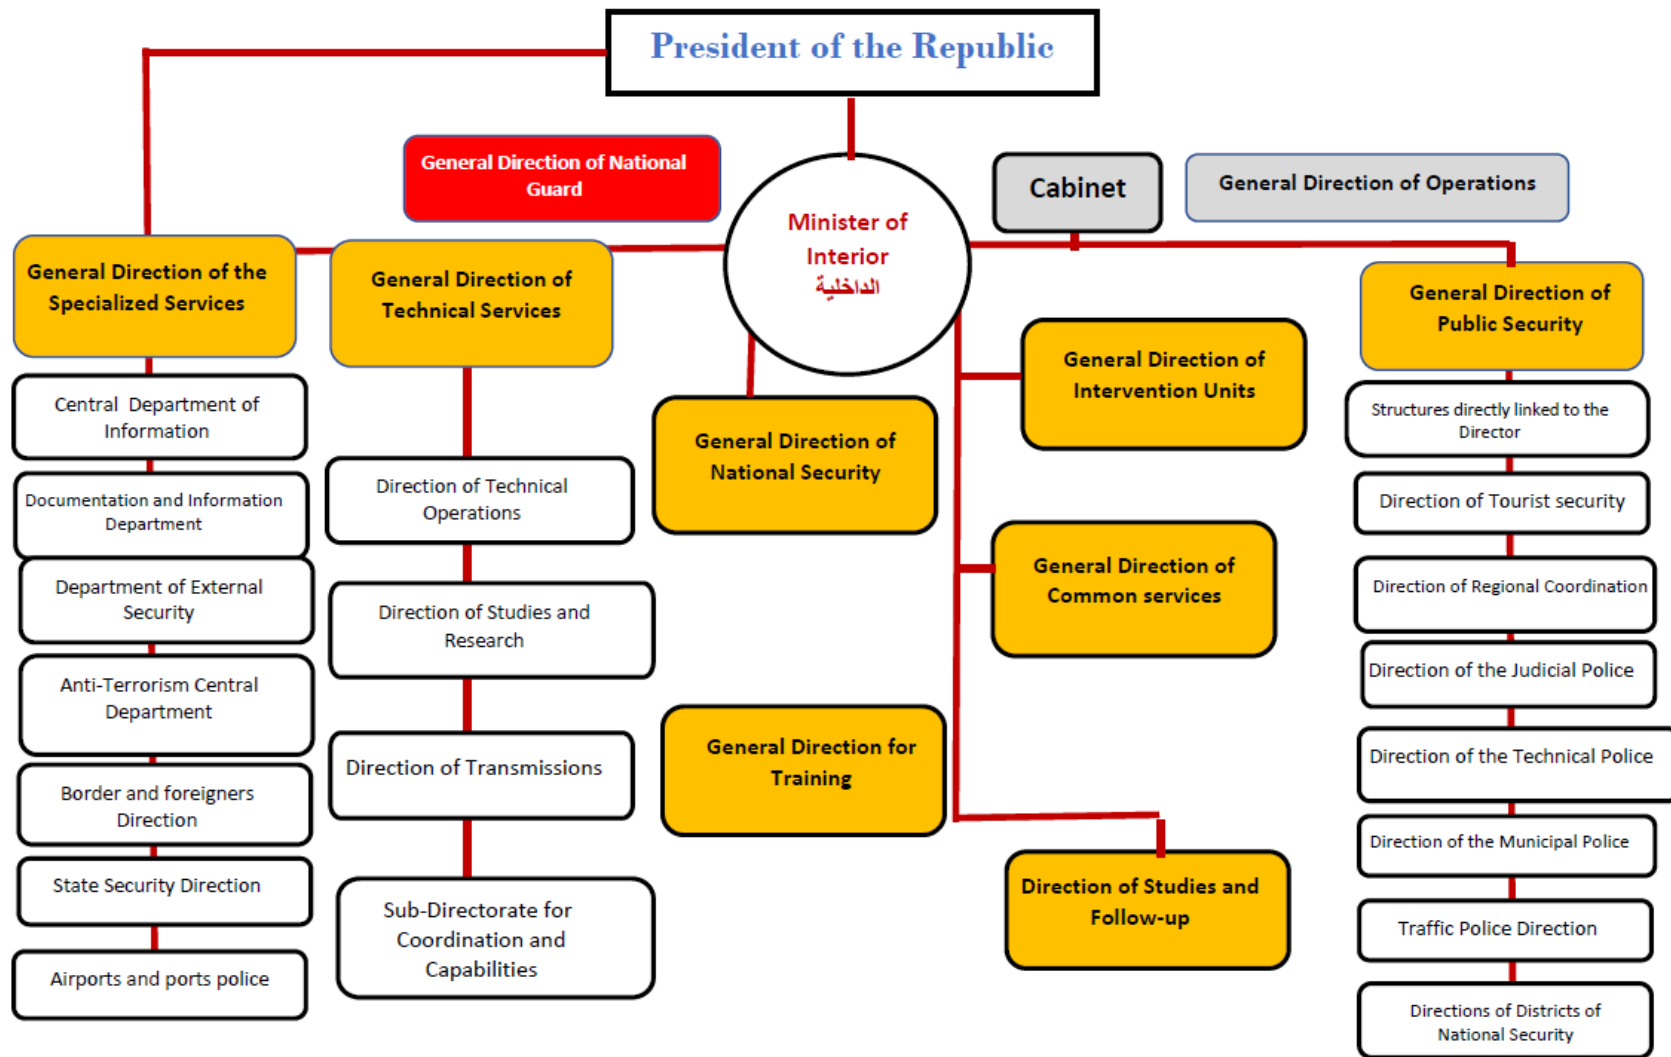 President of the Republic
General Direction of National
Guard
Cabinet
General Direction of Operations
Minister of
Interior
الداخلية
General Direction of the
Specialized Services
General Direction of
Technical Services
General Direction of
Public Security
General Direction of
Intervention Units
General Direction of
National Security
General Direction of
Common services
General Direction for
Training
Direction of Studies and
Follow-up
Central Department of
Information
Documentation and Information
Department
Department of External
Security
Anti-Terrorism Central
Department
Border and foreigners
Direction
State Security Direction
Airports and ports police
Direction of Technical
Operations
Direction of Studies and
Research
Direction of Transmissions
Sub-Directorate for
Coordination and
Capabilities
Structures directly linked to the
Director
Direction of Tourist security
Direction of Regional Coordination
Direction of the Judicial Police
Direction of the Technical Police
Direction of the Municipal Police
Traffic Police Direction
Directions of Districts of
National Security